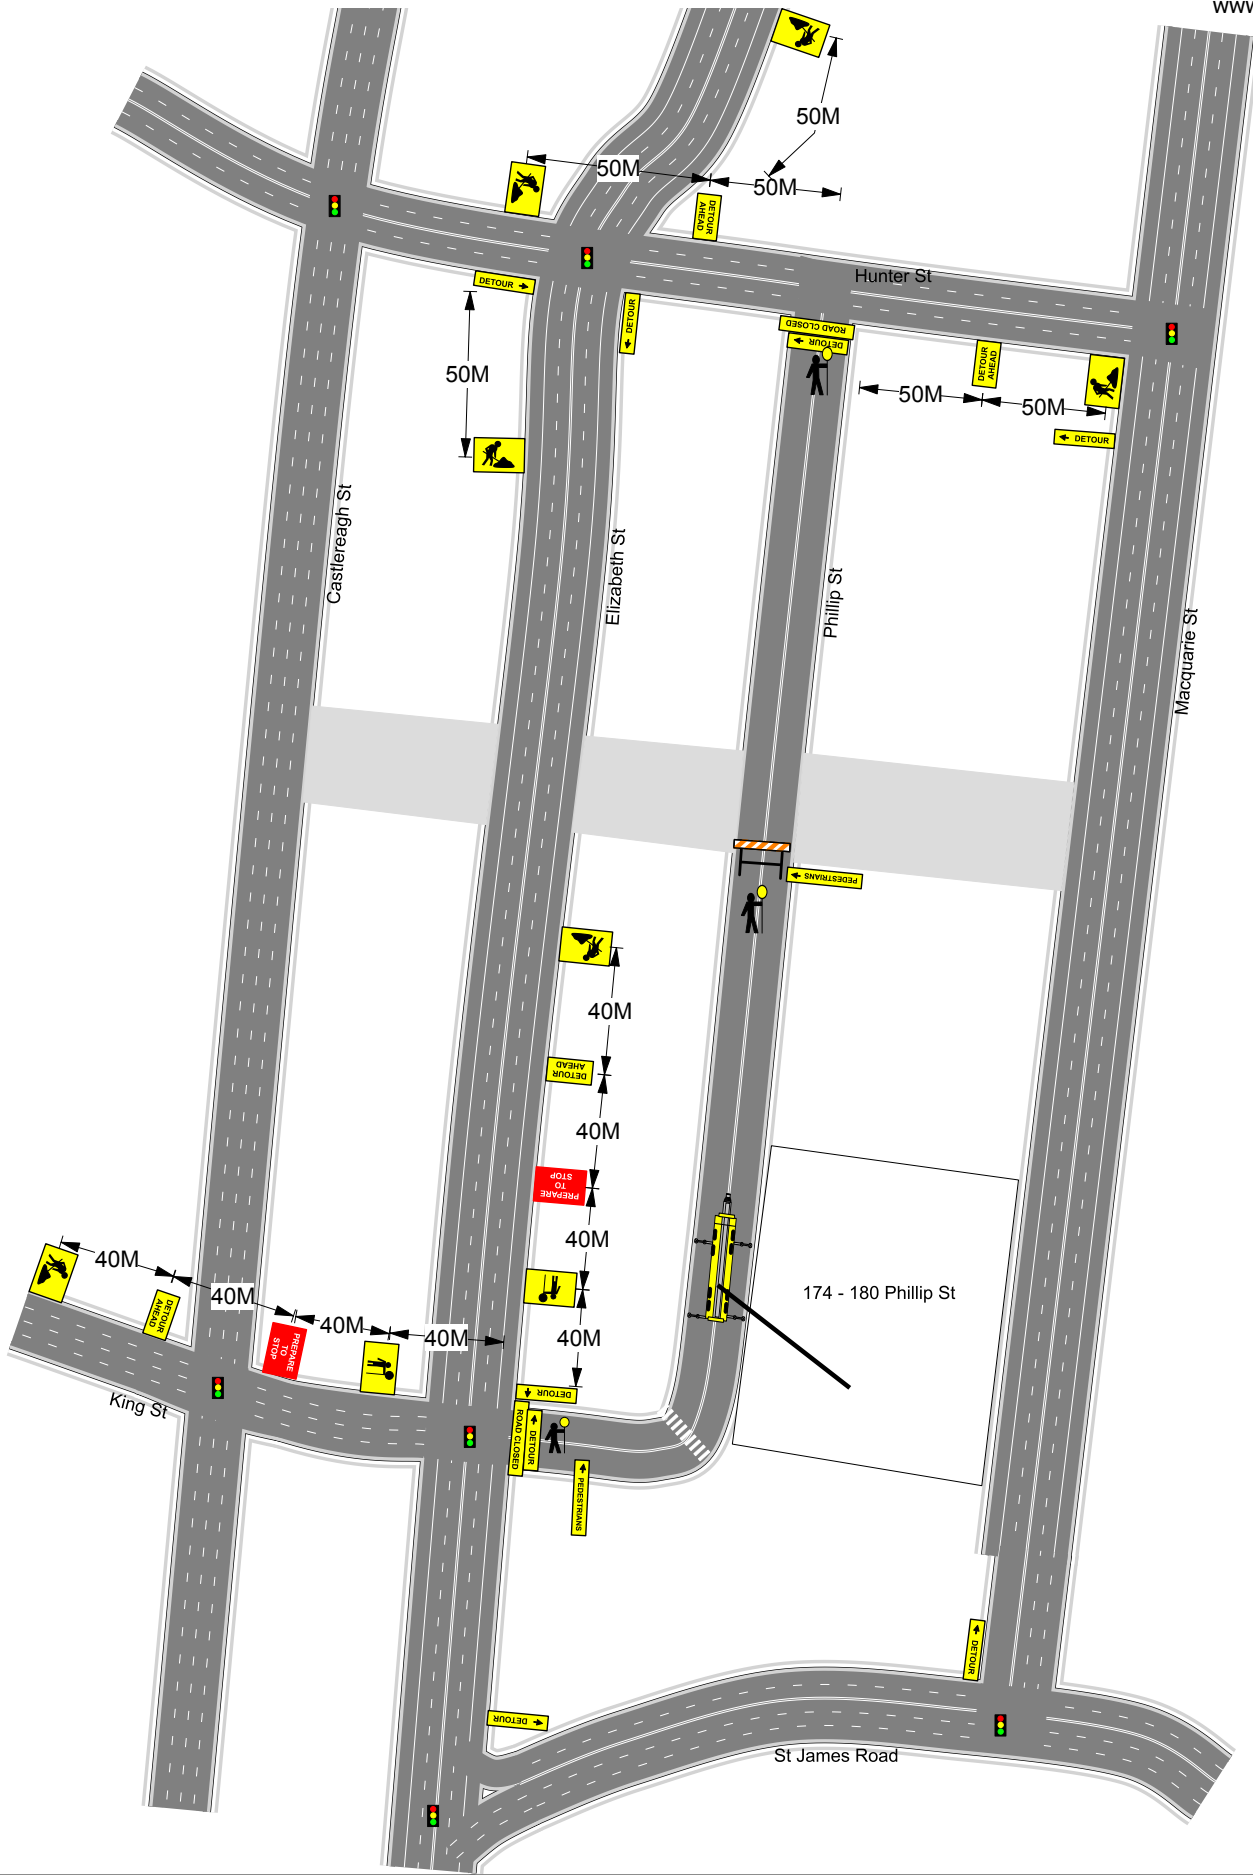 www
50M
50M
50M
DETOUR
AHEAD
Hunter St
DETOUR
DETOUR
ROAD CLOSED
DETOUR
DETOUR
AHEAD
50M
50M
50M
DETOUR
Castlereagh St
Elizabeth St
Phillip St
Macquarie St
PEDESTRIANS
40M
DETOUR
AHEAD
40M
PREPARE
TO
STOP
40M
40M
DETOUR
AHEAD
40M
PREPARE
TO
STOP
40M
40M
40M
174 - 180 Phillip St
King St
DETOUR
ROAD CLOSED
DETOUR
PEDESTRIANS
DETOUR
DETOUR
St James Road